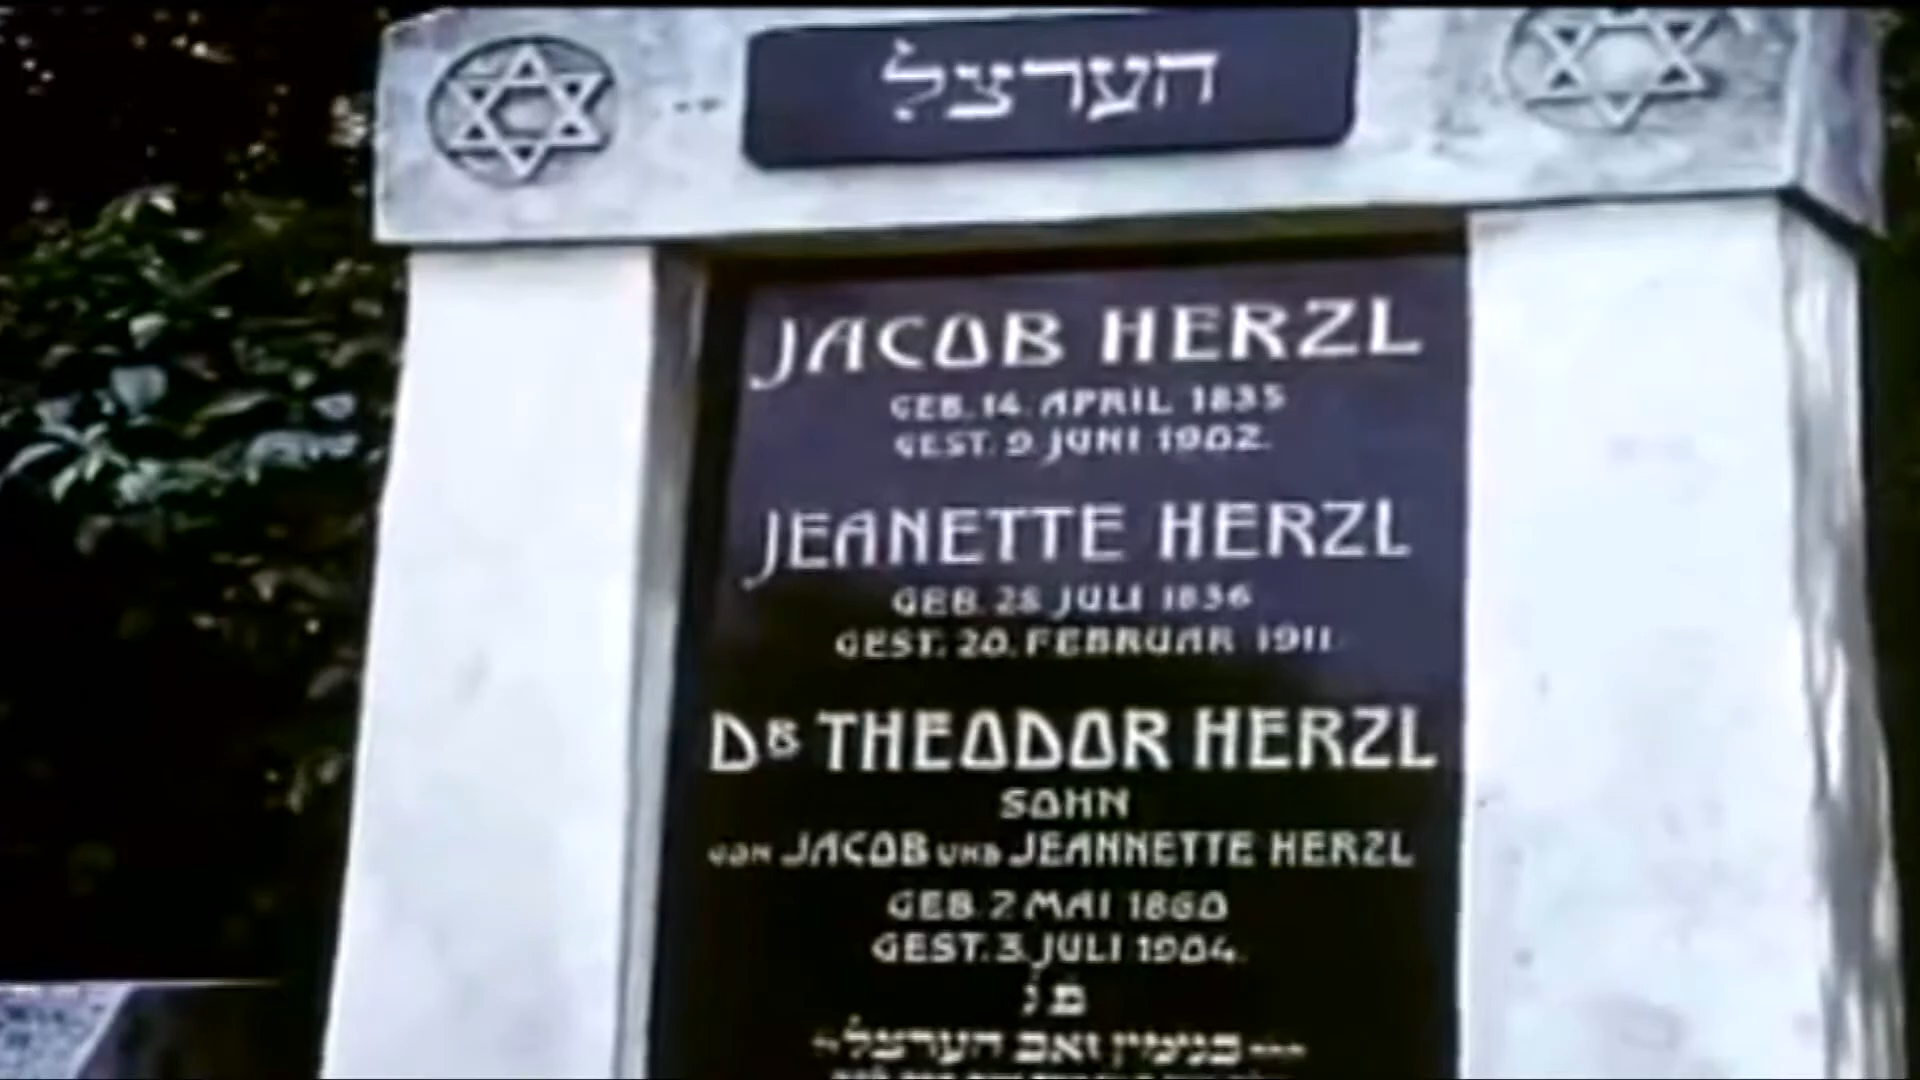 הערצל
JACOB HERZL
GEB. 14. APRIL 1835
GEST. 9. JUNI 1902.
JEANETTE HERZL
GEB. 28 JULI 1836
GEST. 20. FEBRUAR 1911.
DR THEODOR HERZL
SOHN
VON JACOB UND JEANNETTE HERZL
GEB. 2 MAI 1860
GEST. 3. JULI 1904.
פ נ
בנימין זאב הערצל